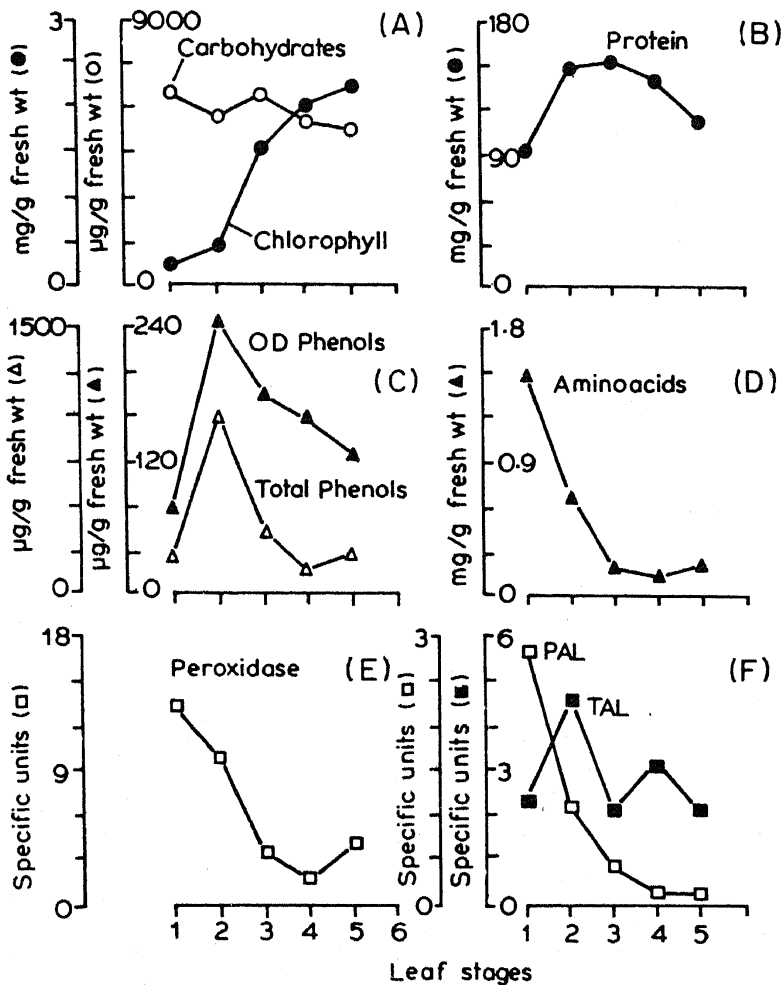 3
9000
(A)
Carbohydrates
Chlorophyll
mg/g fresh wt (●)
µg/g fresh wt (○)
0
0
180
(B)
Protein
90
mg/g fresh wt (●)
0
1500
240
OD Phenols
(C)
120
Total Phenols
µg/g fresh wt (△)
µg/g fresh wt (▲)
0
0
1.8
(D)
Aminoacids
0.9
mg/g fresh wt (▲)
0
18
Peroxidase
(E)
9
Specific units (□)
0
1 2 3 4 5 6
3
6
PAL
(F)
TAL
3
Specific units (□)
Specific units (■)
0
0
1 2 3 4 5
Leaf stages